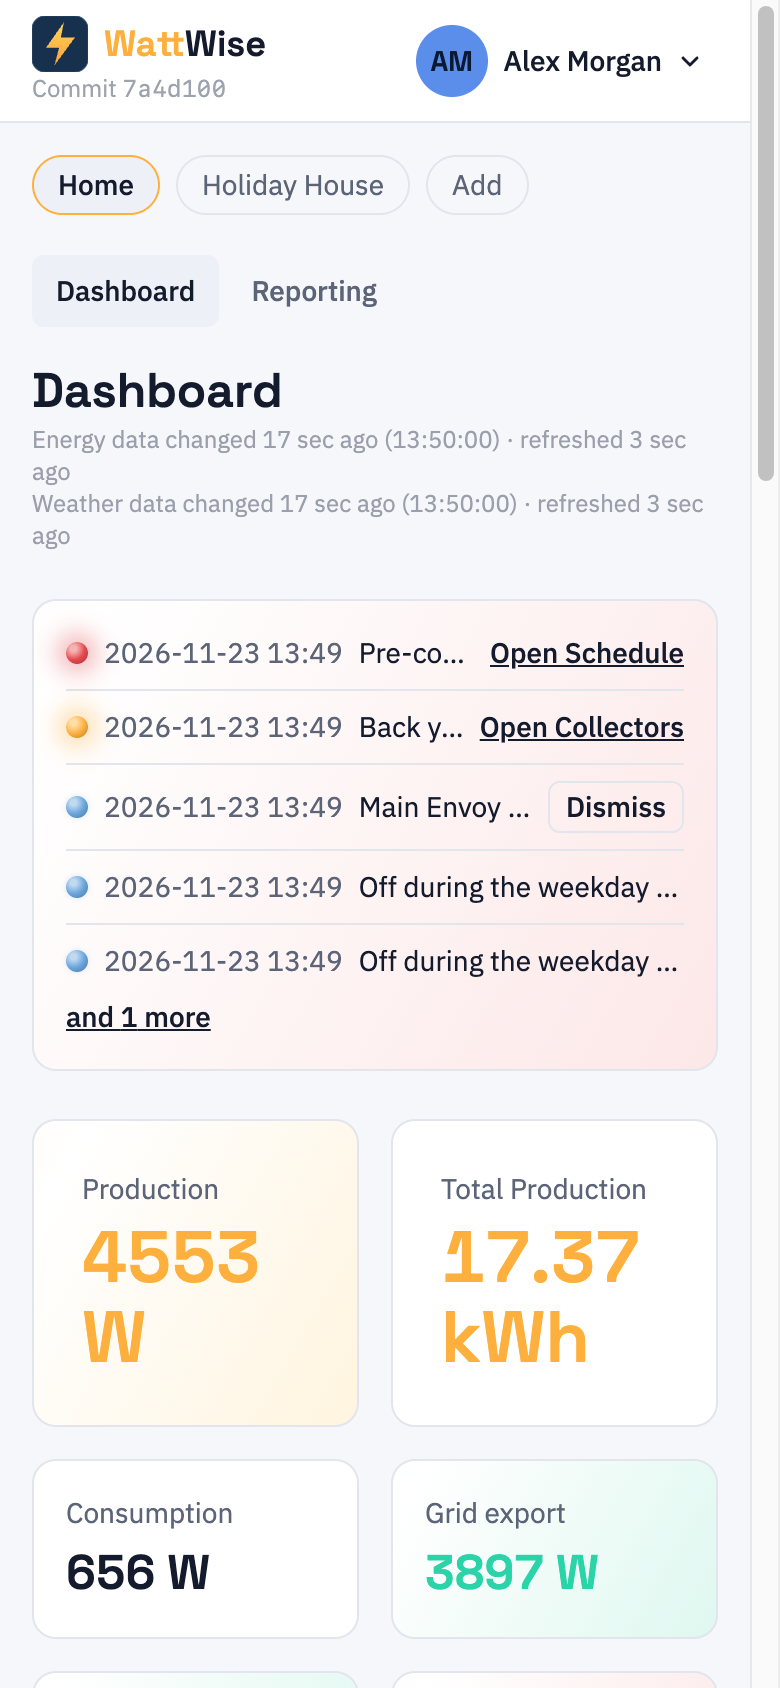 WattWise
Commit 7a4d100
AM Alex Morgan
Home Holiday House Add
Dashboard Reporting
Dashboard
Energy data changed 17 sec ago (13:50:00) · refreshed 3 sec
ago
Weather data changed 17 sec ago (13:50:00) · refreshed 3 sec
ago
2026-11-23 13:49 Pre-co... Open Schedule
2026-11-23 13:49 Back y... Open Collectors
2026-11-23 13:49 Main Envoy ... Dismiss
2026-11-23 13:49 Off during the weekday ...
2026-11-23 13:49 Off during the weekday ...
and 1 more
Production
4553
W
Total Production
17.37
kWh
Consumption
656 W
Grid export
3897 W